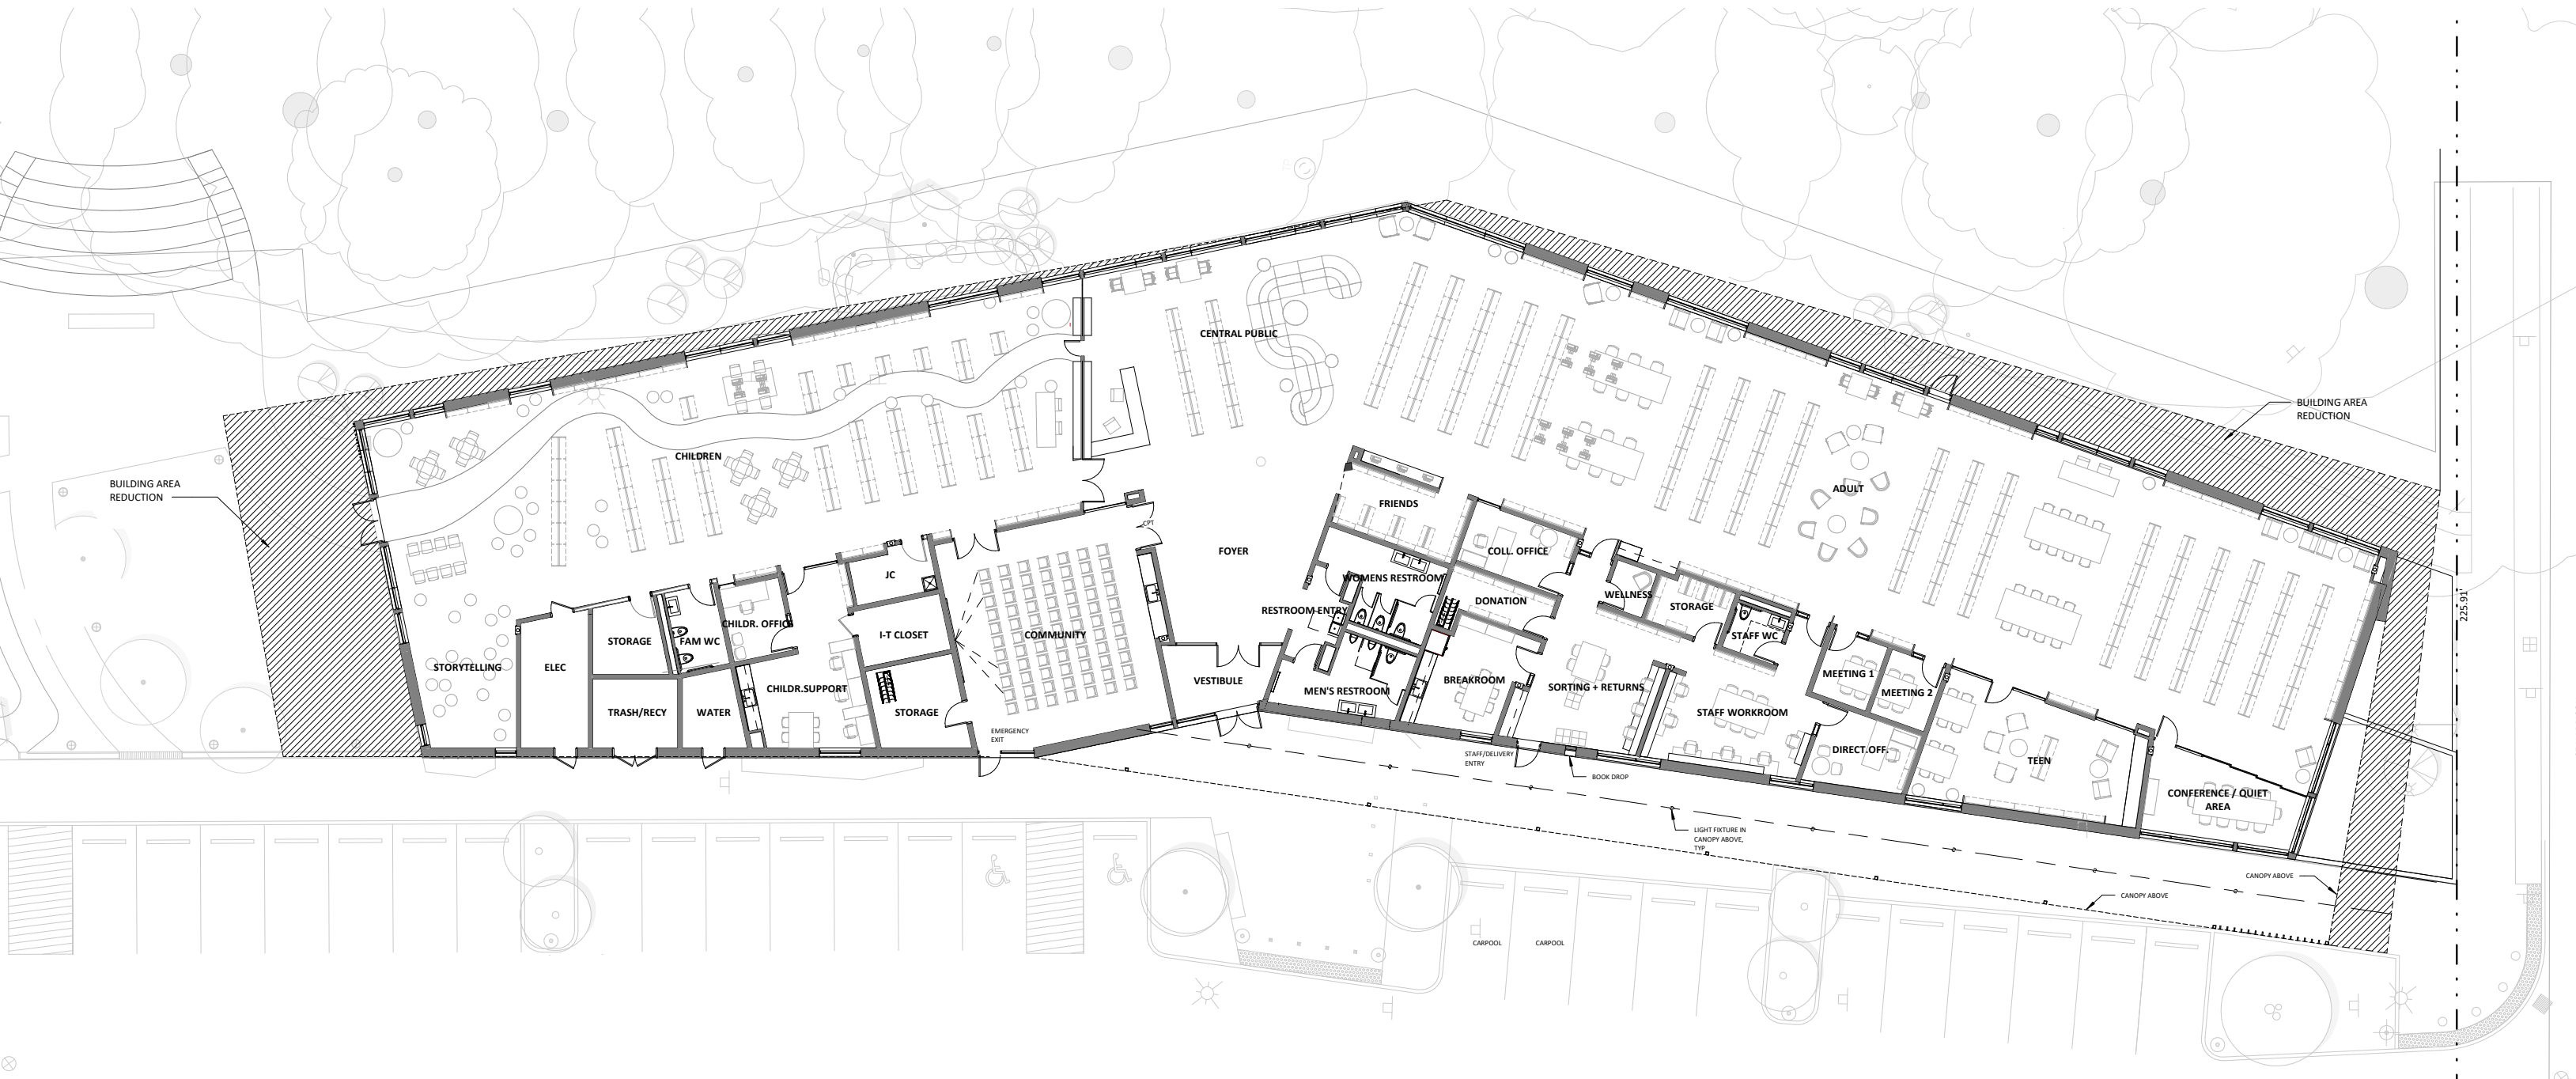 CENTRAL PUBLIC
BUILDING AREA
REDUCTION
CHILDREN
BUILDING AREA
REDUCTION
ADULT
FRIENDS
CPT
FOYER
COLL. OFFICE
JC
WOMENS RESTROOM
WELLNESS
DONATION
STORAGE
RESTROOM ENTRY
225.91'
CHILDR. OFFICE
I-T CLOSET
COMMUNITY
STAFF WC
STORAGE
FAM WC
STORYTELLING
ELEC
VESTIBULE
BREAKROOM
MEETING 1
CHILDR.SUPPORT
MEN'S RESTROOM
SORTING + RETURNS
MEETING 2
TRASH/RECY
WATER
STORAGE
STAFF WORKROOM
EMERGENCY
EXIT
STAFF/DELIVERY
ENTRY
DIRECT.OFF.
TEEN
BOOK DROP
CONFERENCE / QUIET
AREA
LIGHT FIXTURE IN
CANOPY ABOVE,
TYP
CANOPY ABOVE
CANOPY ABOVE
CARPOOL
CARPOOL